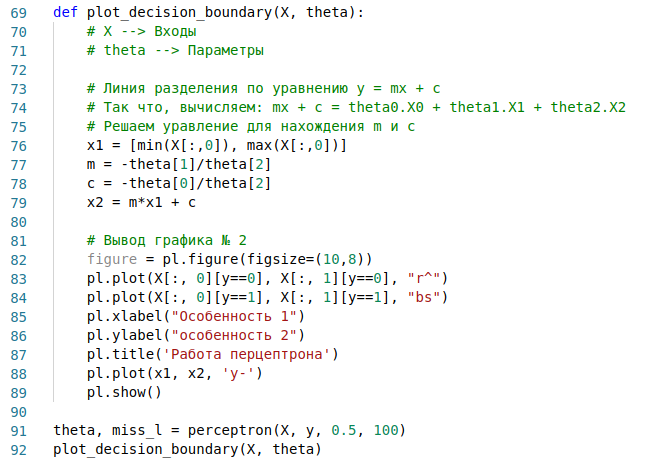 69 def plot_decision_boundary(X, theta):
70     # X --> Входы
71     # theta --> Параметры
72
73     # Линия разделения по уравнению y = mx + c
74     # Так что, вычисляем: mx + c = theta0.X0 + theta1.X1 + theta2.X2
75     # Решаем уравление для нахождения m и c
76     x1 = [min(X[:,0]), max(X[:,0])]
77     m = -theta[1]/theta[2]
78     c = -theta[0]/theta[2]
79     x2 = m*x1 + c
80
81     # Вывод графика № 2
82     figure = pl.figure(figsize=(10,8))
83     pl.plot(X[:, 0][y==0], X[:, 1][y==0], "r^")
84     pl.plot(X[:, 0][y==1], X[:, 1][y==1], "bs")
85     pl.xlabel("Особенность 1")
86     pl.ylabel("особенность 2")
87     pl.title('Работа перцептрона')
88     pl.plot(x1, x2, 'y-')
89     pl.show()
90
91 theta, miss_l = perceptron(X, y, 0.5, 100)
92 plot_decision_boundary(X, theta)